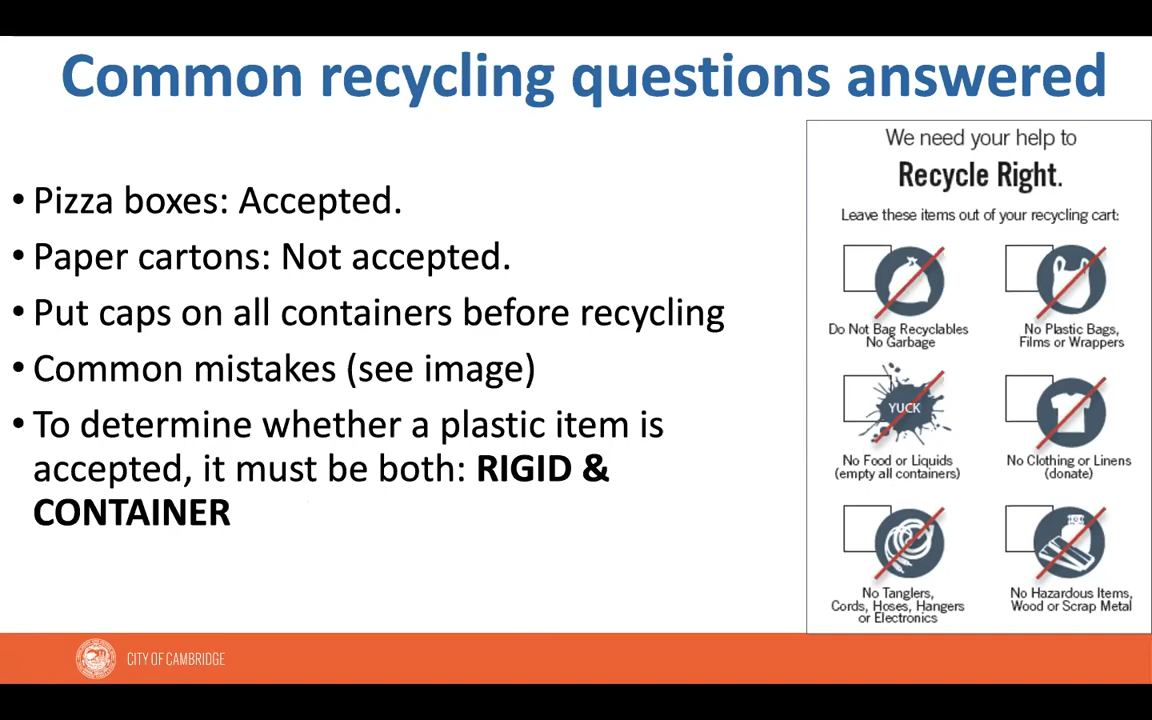 Common recycling questions answered
• Pizza boxes: Accepted.
• Paper cartons: Not accepted.
• Put caps on all containers before recycling
• Common mistakes (see image)
• To determine whether a plastic item is
accepted, it must be both: RIGID &
CONTAINER
We need your help to
Recycle Right.
Leave these items out of your recycling cart:
Do Not Bag Recyclables
No Garbage
No Plastic Bags,
Films or Wrappers
YUCK
No Food or Liquids
(empty all containers)
No Clothing or Linens
(donate)
No Tanglers,
Cords, Hoses, Hangers
or Electronics
No Hazardous Items,
Wood or Scrap Metal
CITY OF CAMBRIDGE